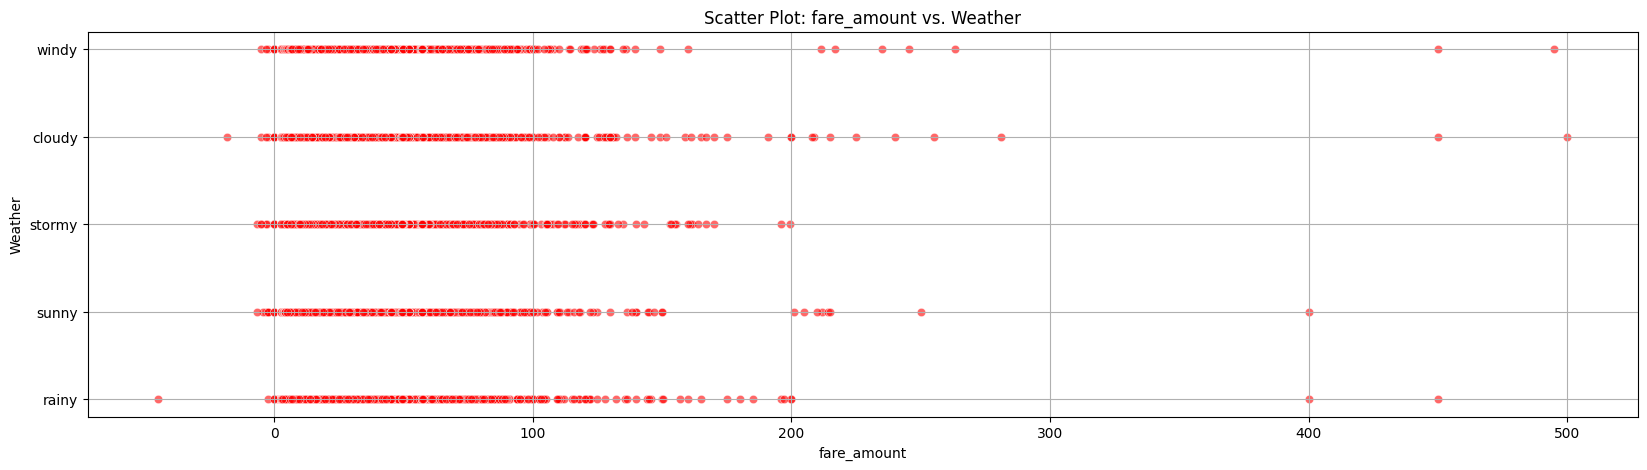 Scatter Plot: fare_amount vs. Weather
windy
cloudy
stormy
sunny
rainy
Weather
0 100 200 300 400 500
fare_amount